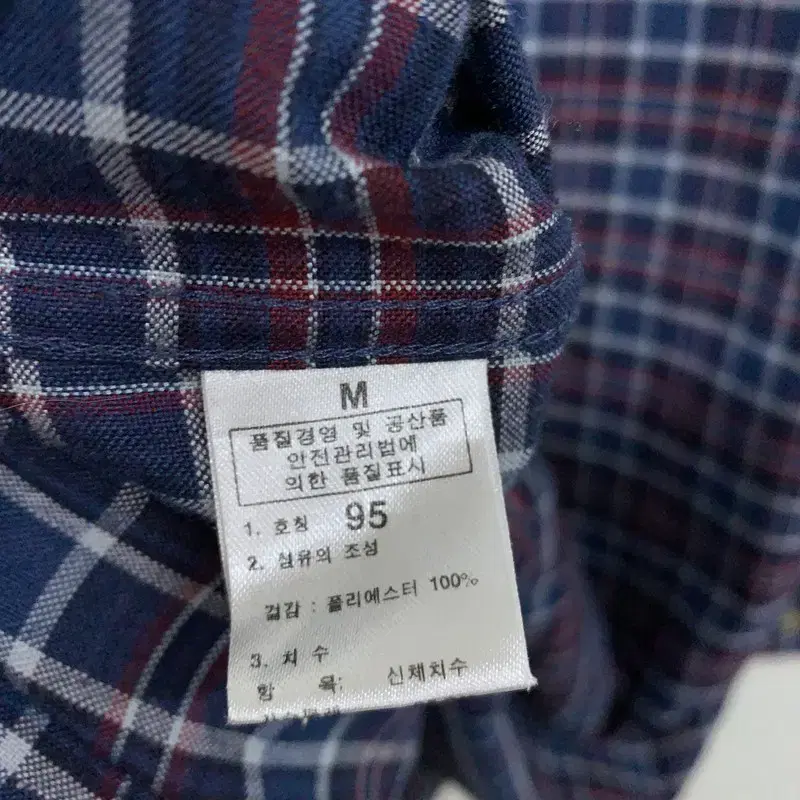 M
품질경영 및 공산품
안전관리법에
의한 품질표시
1. 호칭 95
2. 섬유의 조성
겉감 : 폴리에스터 100%
3. 치 수
항 목: 신체치수